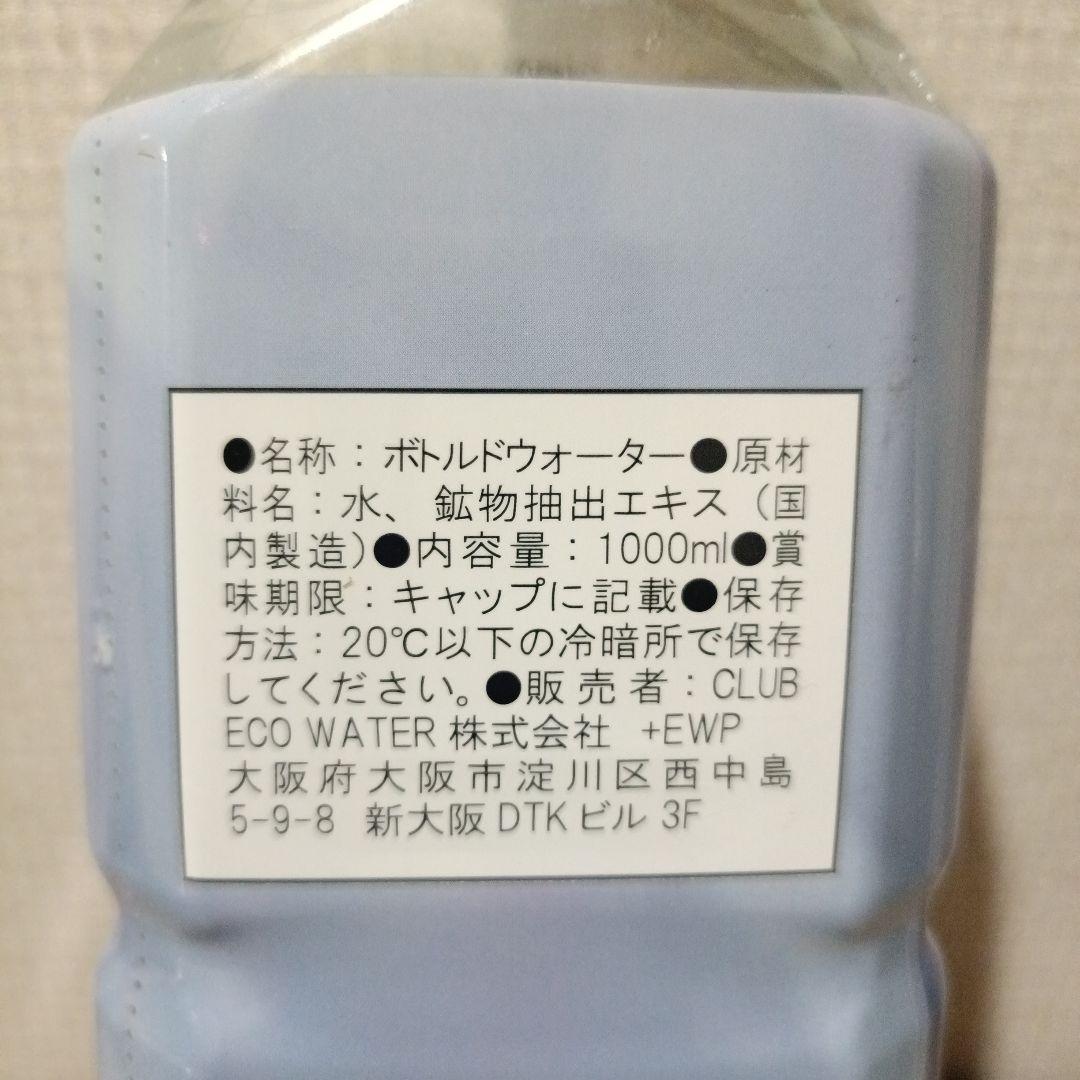 ●名称：ボトルドウォーター●原材
料名：水、鉱物抽出エキス（国
内製造）●内容量：1000ml●賞
味期限：キャップに記載●保存
方法：20℃以下の冷暗所で保存
してください。●販売者：CLUB
ECO WATER 株式会社 +EWP
大阪府大阪市淀川区西中島
5-9-8 新大阪 DTK ビル 3F